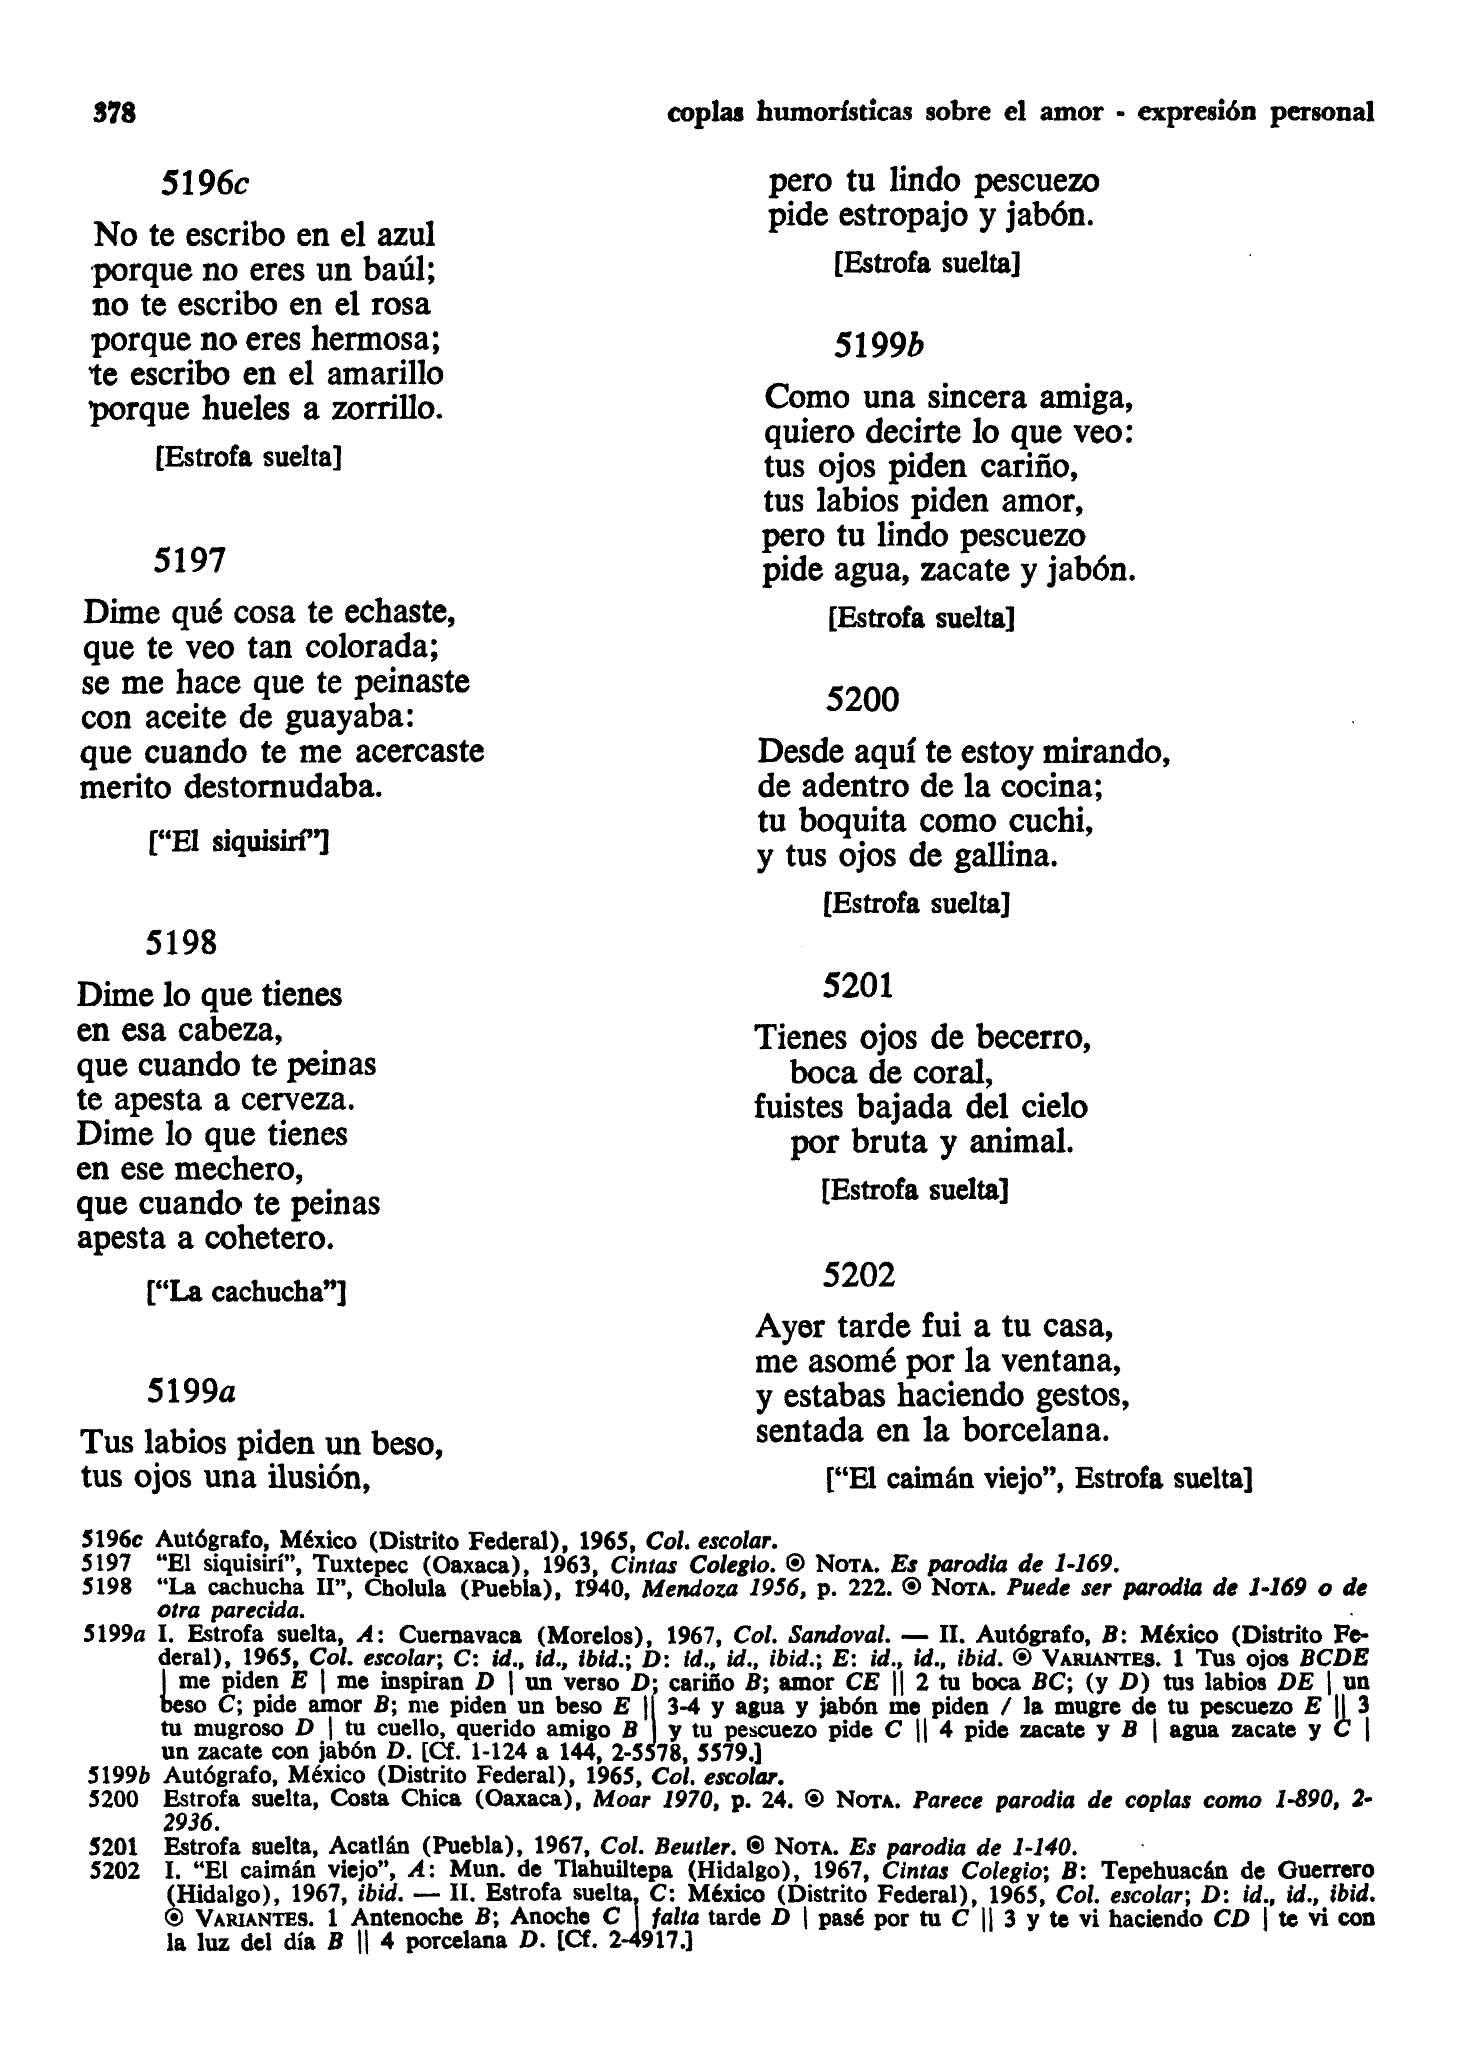 378
coplas humorísticas sobre el amor - expresión personal
5196c
No te escribo en el azul
porque no eres un baúl;
no te escribo en el rosa
porque no eres hermosa;
te escribo en el amarillo
porque hueles a zorrillo.
[Estrofa suelta]
5197
Dime qué cosa te echaste,
que te veo tan colorada;
se me hace que te peinaste
con aceite de guayaba:
que cuando te me acercaste
merito destornudaba.
[“El siquisirí”]
5198
Dime lo que tienes
en esa cabeza,
que cuando te peinas
te apesta a cerveza.
Dime lo que tienes
en ese mechero,
que cuando te peinas
apesta a cohetero.
[“La cachucha”]
5199a
Tus labios piden un beso,
tus ojos una ilusión,
pero tu lindo pescuezo
pide estropajo y jabón.
[Estrofa suelta]
5199b
Como una sincera amiga,
quiero decirte lo que veo:
tus ojos piden cariño,
tus labios piden amor,
pero tu lindo pescuezo
pide agua, zacate y jabón.
[Estrofa suelta]
5200
Desde aquí te estoy mirando,
de adentro de la cocina;
tu boquita como cuchi,
y tus ojos de gallina.
[Estrofa suelta]
5201
Tienes ojos de becerro,
boca de coral,
fuistes bajada del cielo
por bruta y animal.
[Estrofa suelta]
5202
Ayer tarde fui a tu casa,
me asomé por la ventana,
y estabas haciendo gestos,
sentada en la borcelana.
[“El caimán viejo”, Estrofa suelta]
5196c Autógrafo, México (Distrito Federal), 1965, Col. escolar.
5197 “El siquisirí”, Tuxtepec (Oaxaca), 1963, Cintas Colegio. ⊙ NOTA. Es parodia de 1-169.
5198 “La cachucha II”, Cholula (Puebla), 1940, Mendoza 1956, p. 222. ⊙ NOTA. Puede ser parodia de 1-169 o de
otra parecida.
5199a I. Estrofa suelta, A: Cuernavaca (Morelos), 1967, Col. Sandoval. — II. Autógrafo, B: México (Distrito Fe-
deral), 1965, Col. escolar; C: id., id., ibid.; D: id., id., ibid.; E: id., id., ibid. ⊙ VARIANTES. 1 Tus ojos BCDE
| me piden E | me inspiran D | un verso D; cariño B; amor CE || 2 tu boca BC; (y D) tus labios DE | un
beso C; pide amor B; me piden un beso E || 3-4 y agua y jabón me piden / la mugre de tu pescuezo E || 3
tu mugroso D | tu cuello, querido amigo B | y tu pescuezo pide C || 4 pide zacate y B | agua zacate y C |
un zacate con jabón D. [Cf. 1-124 a 144, 2-5578, 5579.]
5199b Autógrafo, México (Distrito Federal), 1965, Col. escolar.
5200 Estrofa suelta, Costa Chica (Oaxaca), Moar 1970, p. 24. ⊙ NOTA. Parece parodia de coplas como 1-890, 2-
2936.
5201 Estrofa suelta, Acatlán (Puebla), 1967, Col. Beutler. ⊙ NOTA. Es parodia de 1-140.
5202 I. “El caimán viejo”, A: Mun. de Tlahuiltepa (Hidalgo), 1967, Cintas Colegio; B: Tepehuacán de Guerrero
(Hidalgo), 1967, ibid. — II. Estrofa suelta, C: México (Distrito Federal), 1965, Col. escolar; D: id., id., ibid.
⊙ VARIANTES. 1 Antenoche B; Anoche C | falta tarde D | pasé por tu C || 3 y te vi haciendo CD | te vi con
la luz del día B || 4 porcelana D. [Cf. 2-4917.]